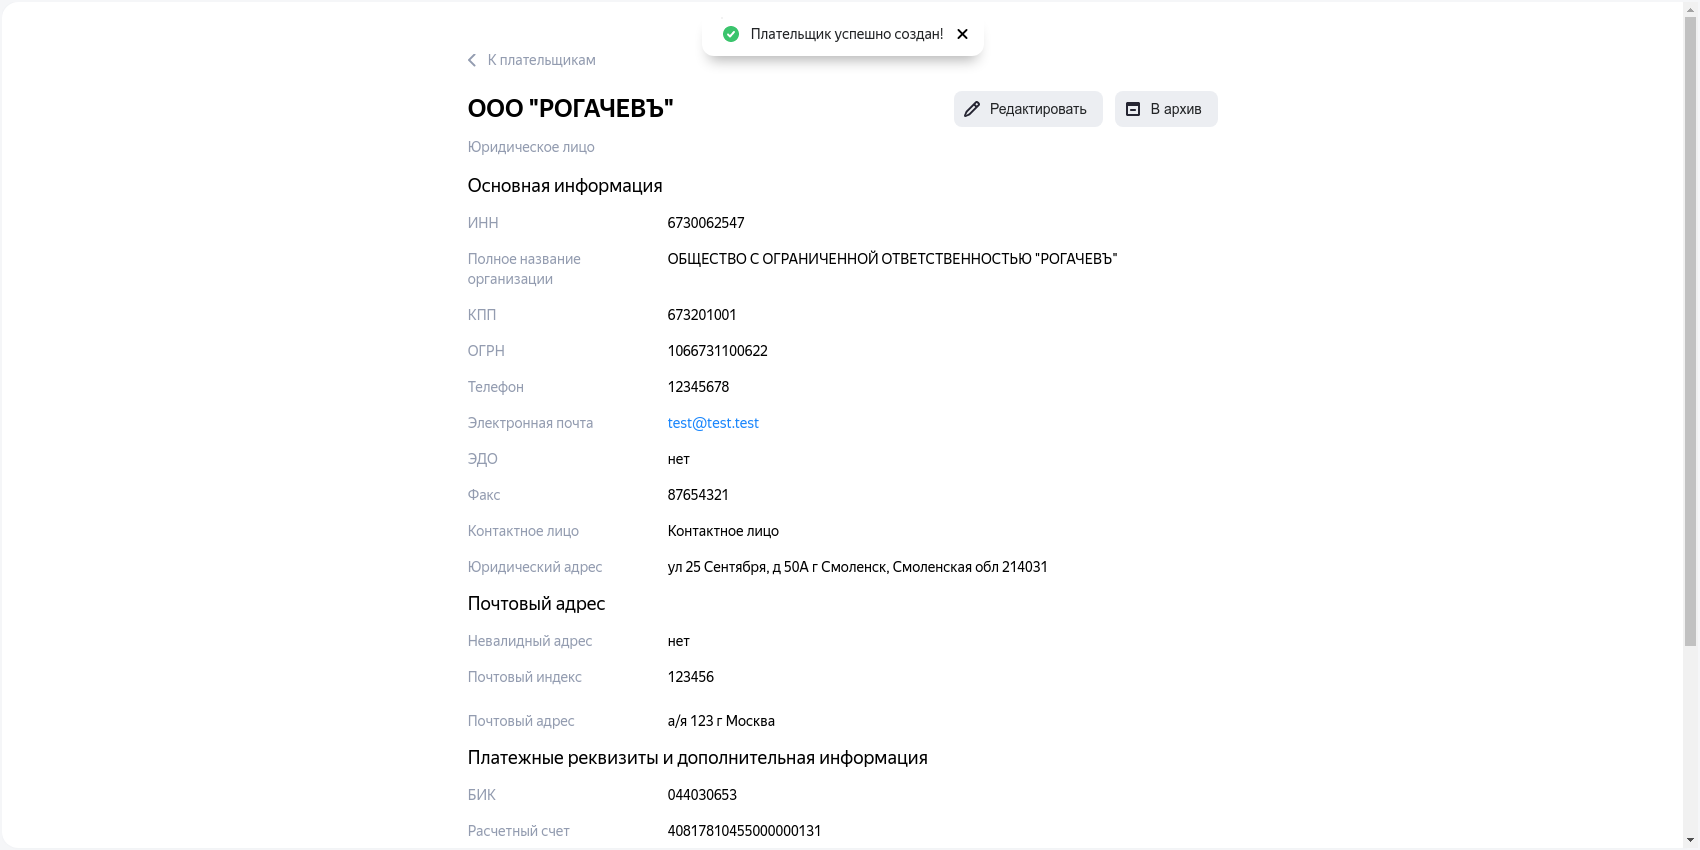 Плательщик успешно создан!
К плательщикам
ООО "РОГАЧЕВЪ"
Редактировать
В архив
Юридическое лицо
Основная информация
ИНН 6730062547
Полное название организации ОБЩЕСТВО С ОГРАНИЧЕННОЙ ОТВЕТСТВЕННОСТЬЮ "РОГАЧЕВЪ"
КПП 673201001
ОГРН 1066731100622
Телефон 12345678
Электронная почта test@test.test
ЭДО нет
Факс 87654321
Контактное лицо Контактное лицо
Юридический адрес ул 25 Сентября, д 50А г Смоленск, Смоленская обл 214031
Почтовый адрес
Невалидный адрес нет
Почтовый индекс 123456
Почтовый адрес а/я 123 г Москва
Платежные реквизиты и дополнительная информация
БИК 044030653
Расчетный счет 40817810455000000131